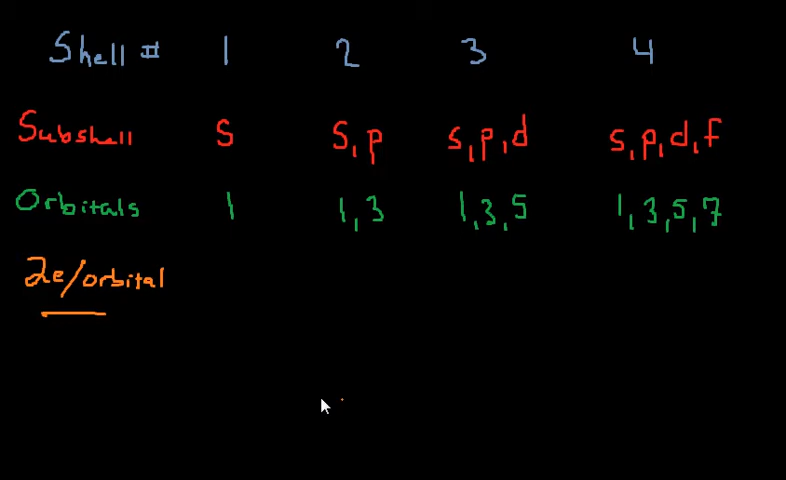 Shell # 1 2 3 4
Subshell S S,p s,p,d s,p,d,f
Orbitals 1 1,3 1,3,5 1,3,5,7
2e/orbital